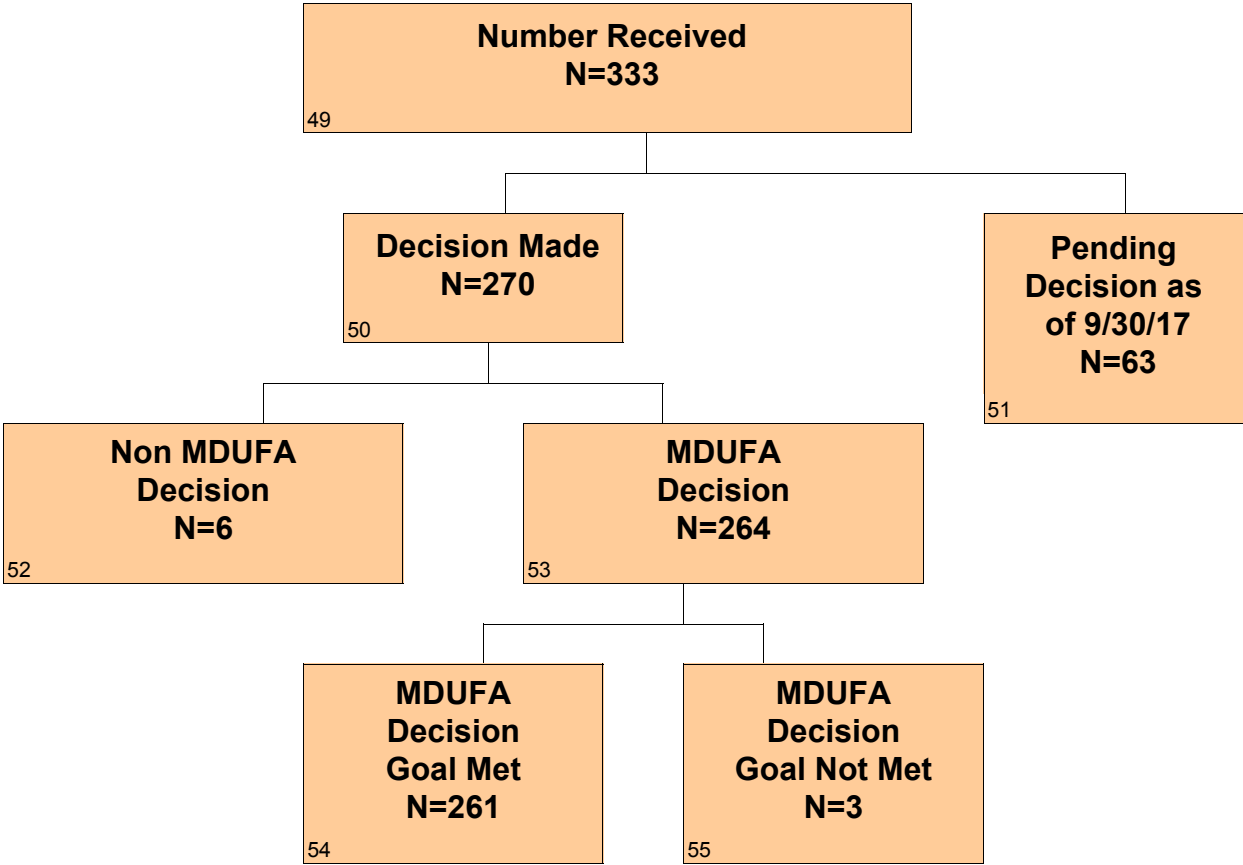 Number Received
N=333
49
Decision Made
N=270
50
Pending
Decision as
of 9/30/17
N=63
51
Non MDUFA
Decision
N=6
52
MDUFA
Decision
N=264
53
MDUFA
Decision
Goal Met
N=261
54
MDUFA
Decision
Goal Not Met
N=3
55